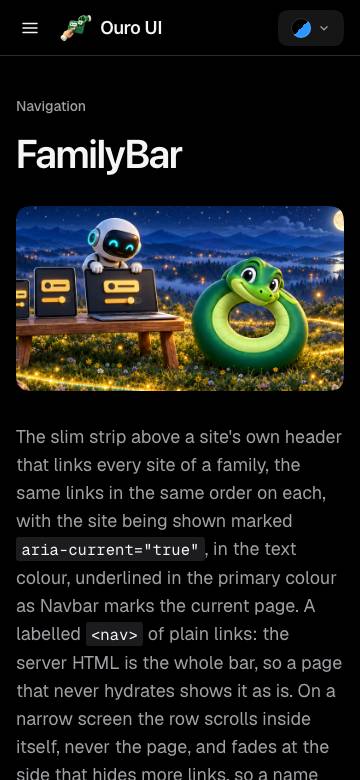 Ouro UI
Navigation
FamilyBar
The slim strip above a site's own header
that links every site of a family, the
same links in the same order on each,
with the site being shown marked
aria-current="true", in the text
colour, underlined in the primary colour
as Navbar marks the current page. A
labelled <nav> of plain links: the
server HTML is the whole bar, so a page
that never hydrates shows it as is. On a
narrow screen the row scrolls inside
itself, never the page, and fades at the
side that hides more links, so a name